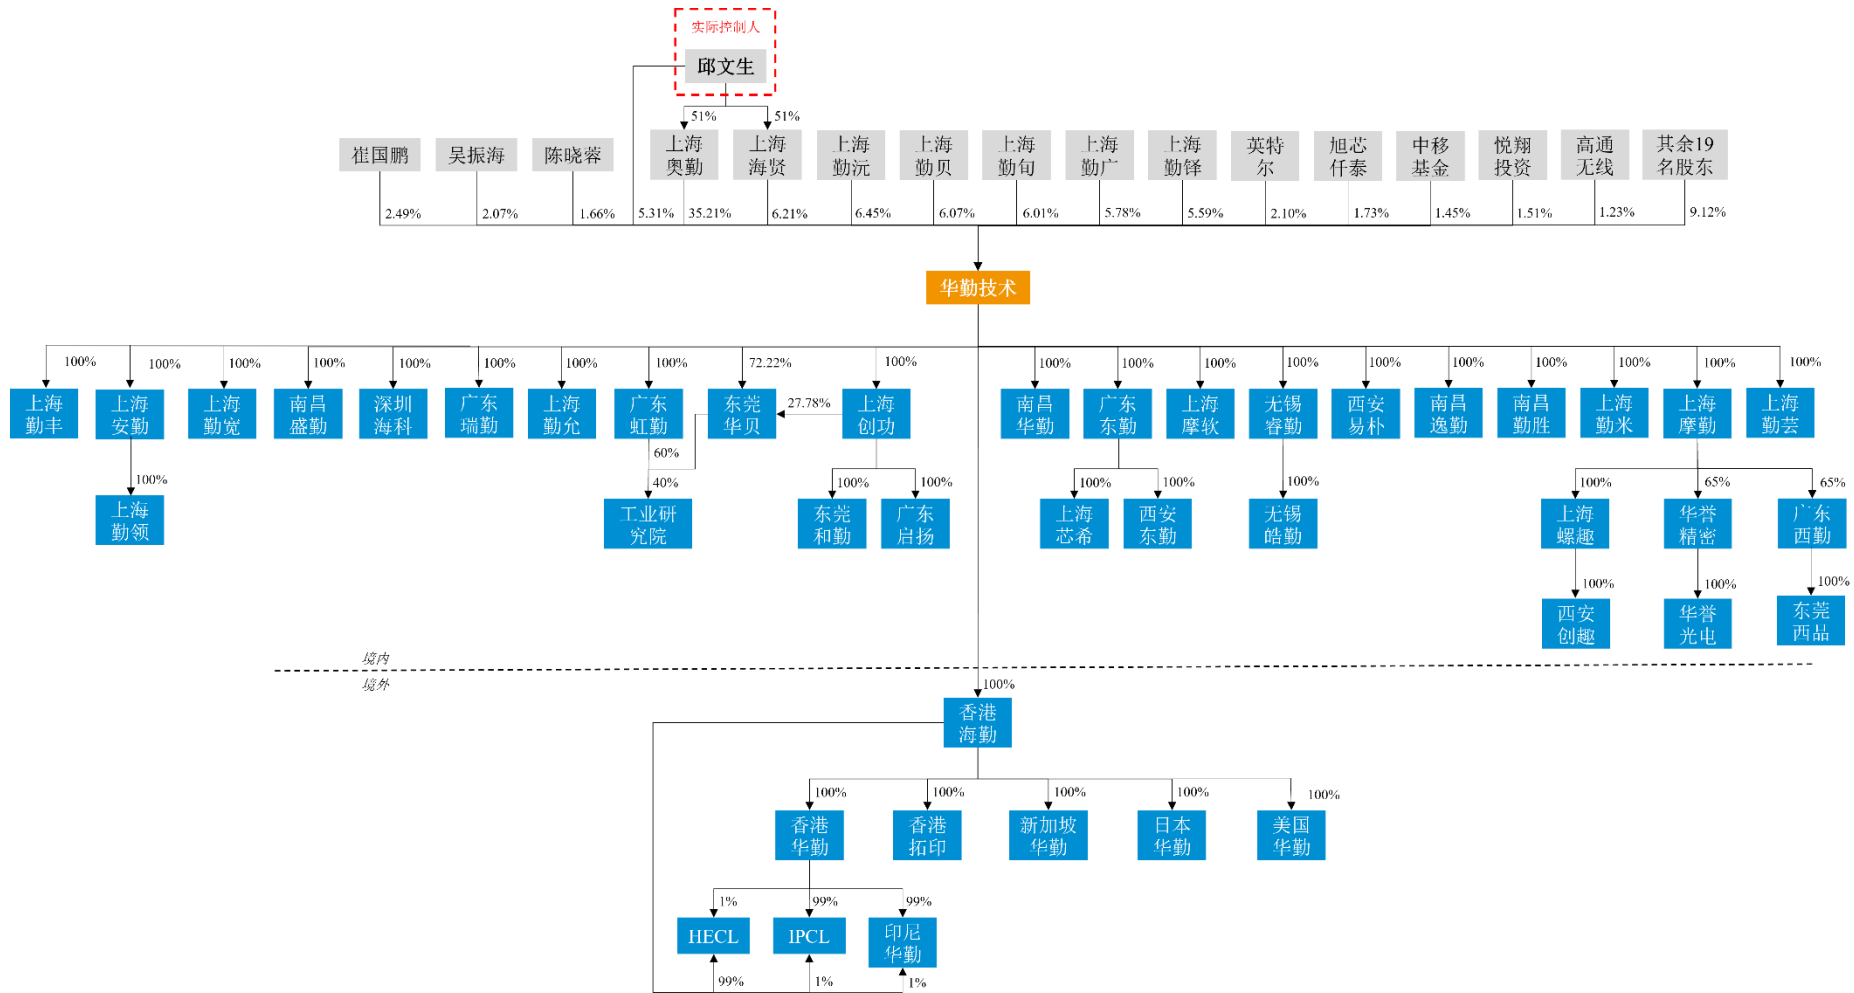 实际控制人
邱文生
51%
51%
崔国鹏
吴振海
陈晓蓉
上海
奥勤
上海
海贤
上海
勤沅
上海
勤贝
上海
勤旬
上海
勤广
上海
勤铎
英特
尔
旭芯
仟泰
中移
基金
悦翔
投资
高通
无线
其余19
名股东
2.49%
2.07%
1.66%
5.31%
35.21%
6.21%
6.45%
6.07%
6.01%
5.78%
5.59%
2.10%
1.73%
1.45%
1.51%
1.23%
9.12%
华勤技术
100%
100%
100%
100%
100%
100%
100%
100%
72.22%
100%
100%
100%
100%
100%
100%
100%
100%
100%
100%
100%
上海
勤丰
上海
安勤
上海
勤宽
南昌
盛勤
深圳
海科
广东
瑞勤
上海
勤允
广东
虹勤
东莞
华贝
27.78%
上海
创功
南昌
华勤
广东
东勤
上海
摩软
无锡
睿勤
西安
易朴
南昌
逸勤
南昌
勤胜
上海
勤米
上海
摩勤
上海
勤芸
100%
60%
40%
100%
100%
100%
100%
100%
100%
65%
65%
上海
勤领
工业研
究院
东莞
和勤
广东
启扬
上海
芯希
西安
东勤
无锡
皓勤
上海
螺趣
华誉
精密
广东
西勤
100%
100%
100%
西安
创趣
华誉
光电
东莞
西品
境内
境外
100%
香港
海勤
100%
100%
100%
100%
100%
香港
华勤
香港
拓印
新加坡
华勤
日本
华勤
美国
华勤
1%
99%
99%
HECL
IPCL
印尼
华勤
99%
1%
1%